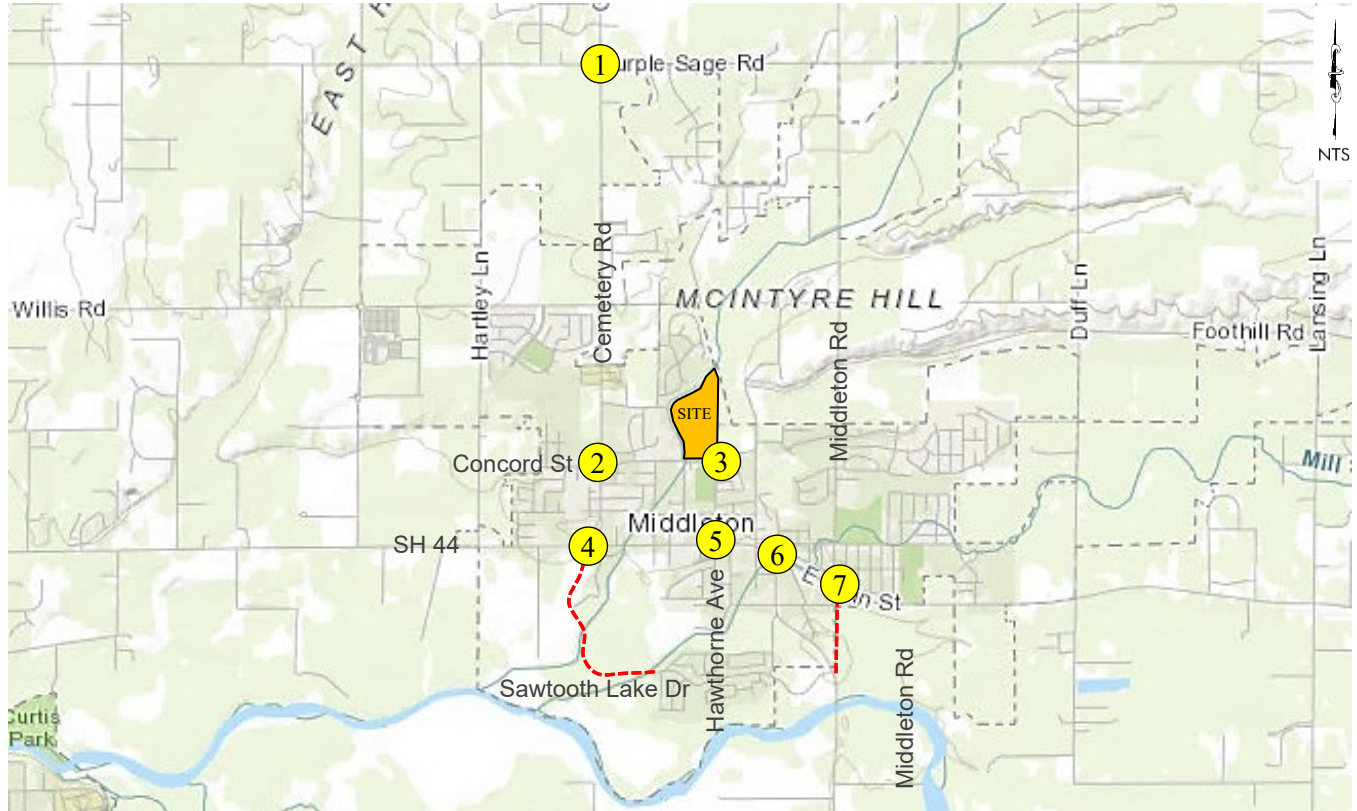 1
urple Sage Rd
EAST
NTS
Willis Rd
Hartley Ln
Cemetery Rd
MCINTYRE HILL
Middleton Rd
Duff Ln
Foothill Rd
Lansing Ln
SITE
Concord St
2
3
Mill
Middleton
SH 44
4
5
6
7
St
Hawthorne Ave
Sawtooth Lake Dr
Middleton Rd
Curtis
Park